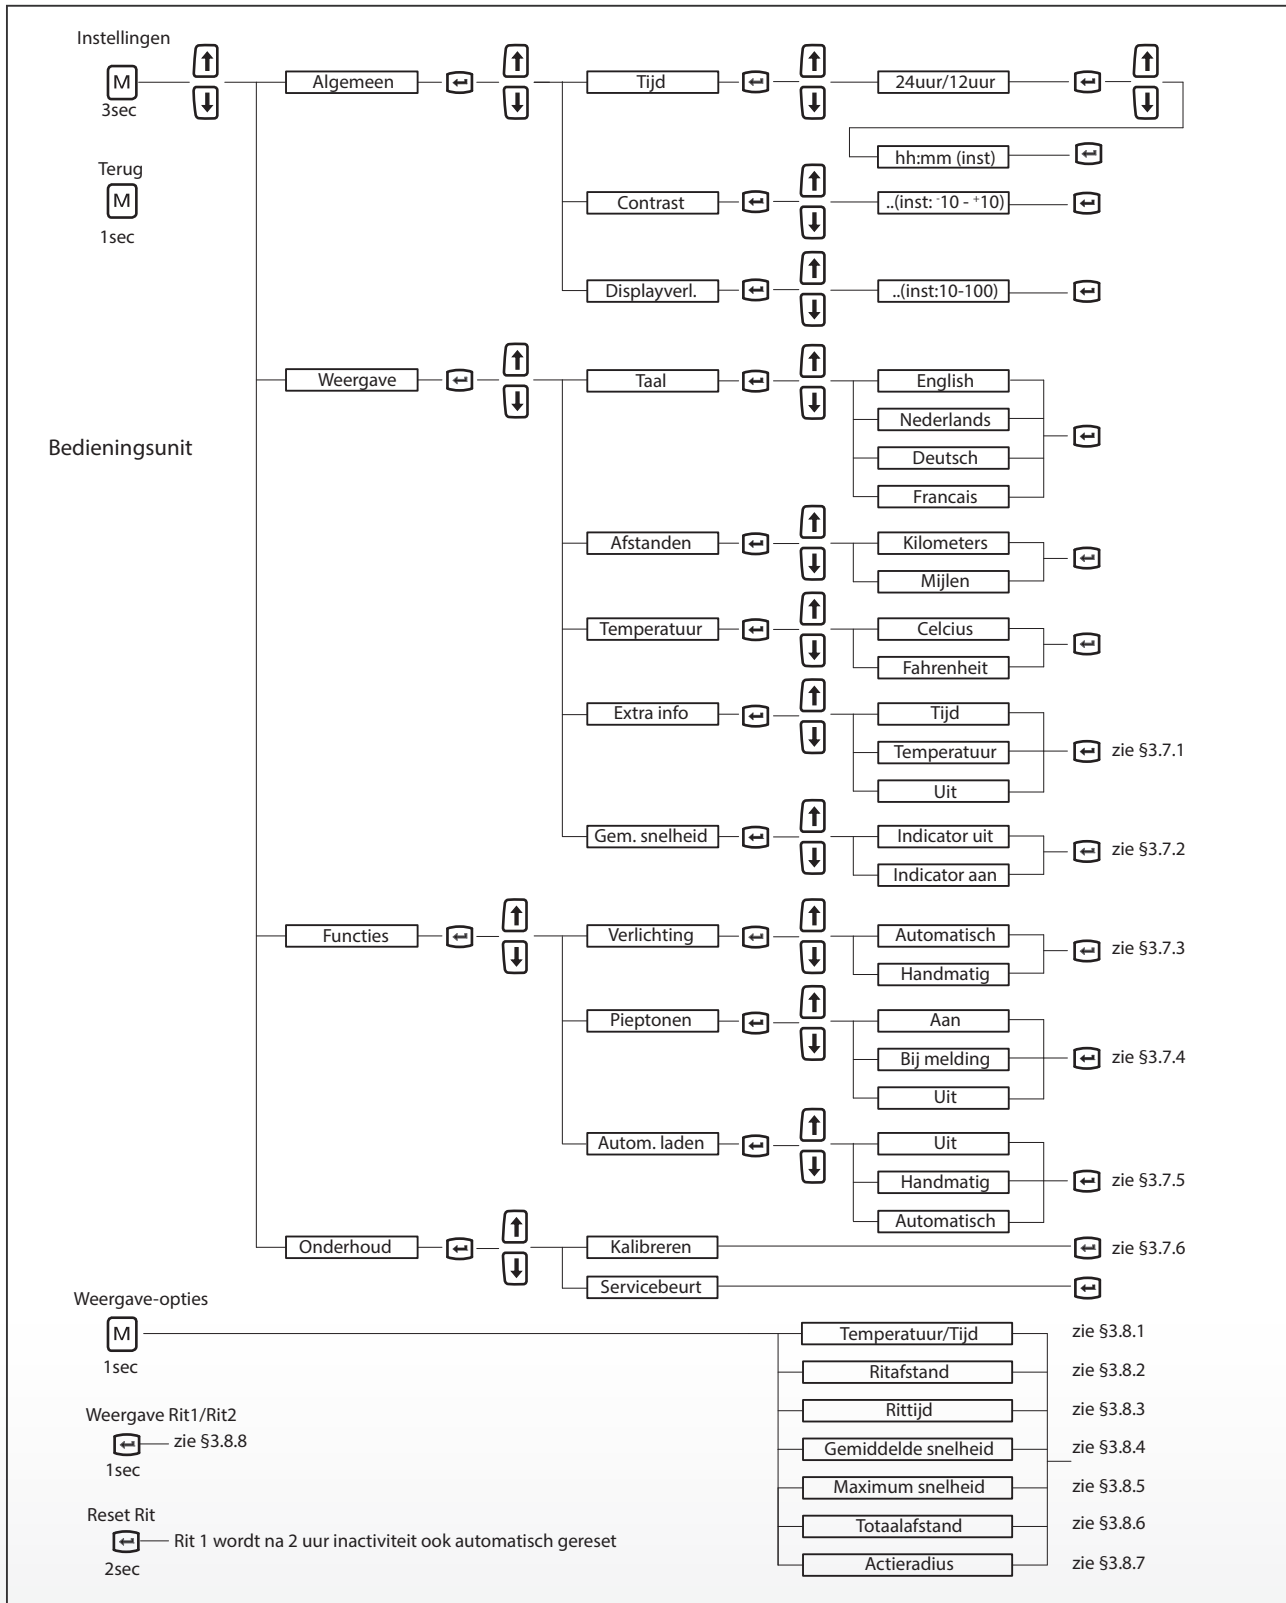 Instellingen
M
3sec
Algemeen
Tijd
24uur/12uur
hh:mm (inst)
Terug
M
1sec
Contrast
..(inst: -10 - +10)
Displayverl.
..(inst:10-100)
Weergave
Taal
English
Nederlands
Deutsch
Francais
Bedieningsunit
Afstanden
Kilometers
Mijlen
Temperatuur
Celcius
Fahrenheit
Extra info
Tijd
Temperatuur
Uit
zie §3.7.1
Gem. snelheid
Indicator uit
Indicator aan
zie §3.7.2
Functies
Verlichting
Automatisch
Handmatig
zie §3.7.3
Pieptonen
Aan
Bij melding
Uit
zie §3.7.4
Autom. laden
Uit
Handmatig
Automatisch
zie §3.7.5
Onderhoud
Kalibreren
zie §3.7.6
Servicebeurt
Weergave-opties
M
1sec
Temperatuur/Tijd
zie §3.8.1
Ritafstand
zie §3.8.2
Rittijd
zie §3.8.3
Gemiddelde snelheid
zie §3.8.4
Maximum snelheid
zie §3.8.5
Totaalafstand
zie §3.8.6
Actieradius
zie §3.8.7
Weergave Rit1/Rit2
zie §3.8.8
1sec
Reset Rit
Rit 1 wordt na 2 uur inactiviteit ook automatisch gereset
2sec